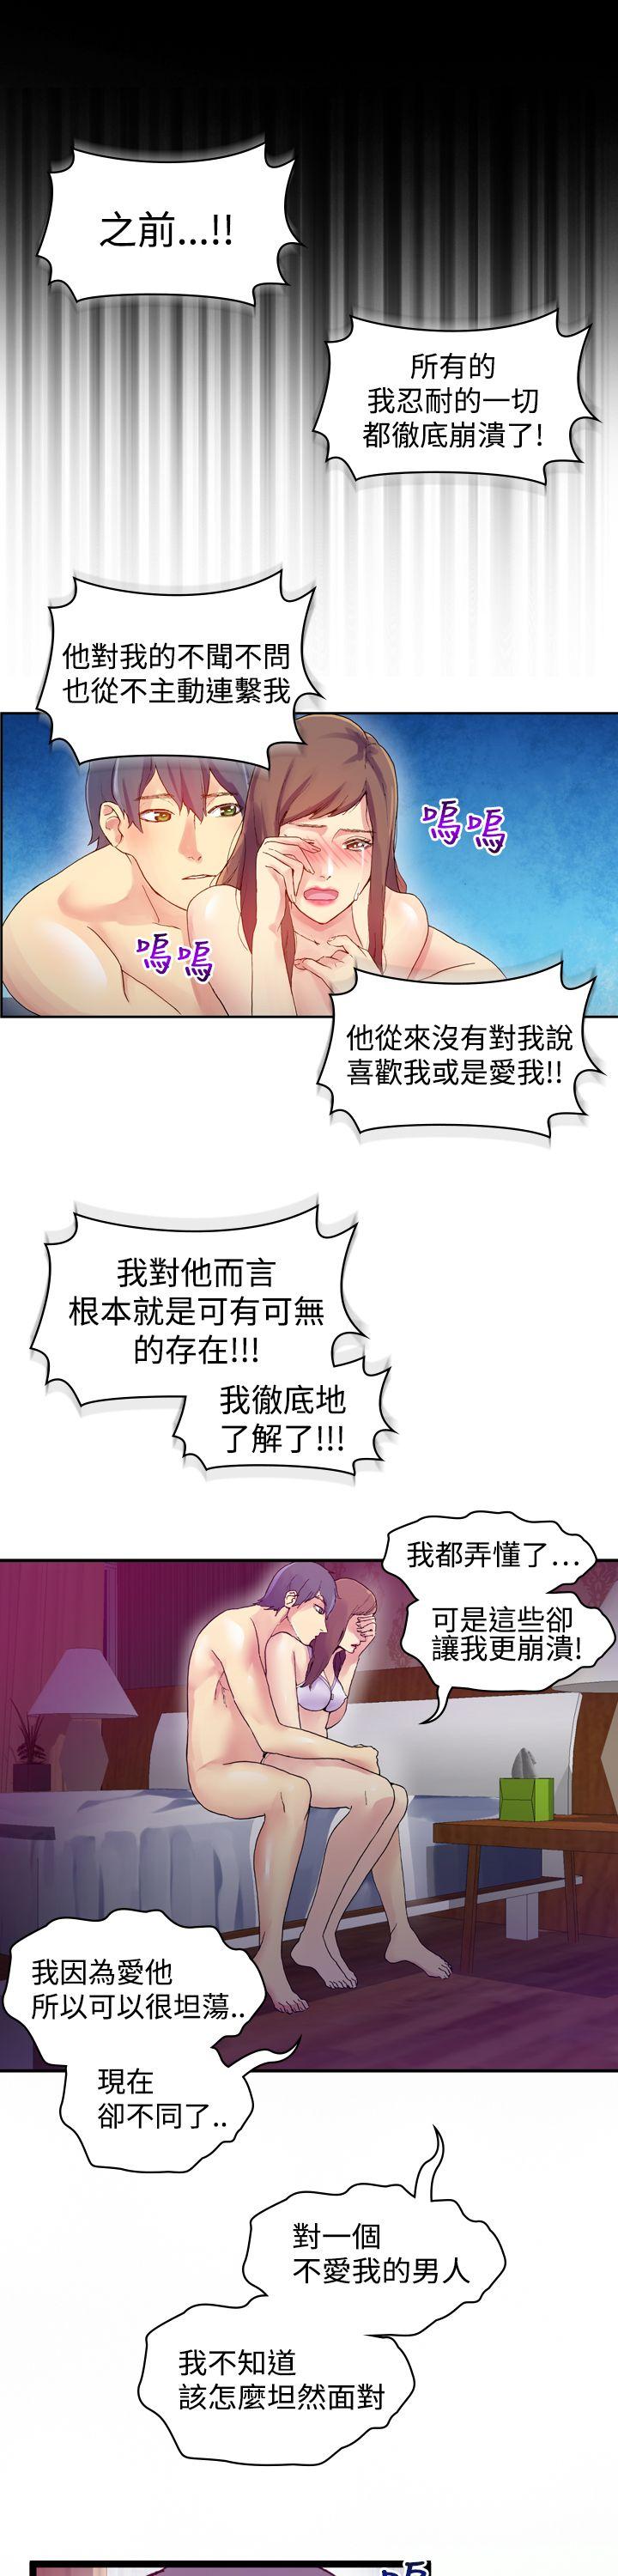 之前...!!
所有的
我忍耐的一切
都徹底崩潰了!
他對我的不聞不問
也從不主動連繫我
嗚嗚
嗚嗚
他從來沒有對我說
喜歡我或是愛我!!
我對他而言
根本就是可有可無
的存在!!!
我徹底地
了解了!!!
我都弄懂了...
可是這些卻
讓我更崩潰!
我因為愛他
所以可以很坦蕩..
現在
卻不同了..
對一個
不愛我的男人
我不知道
該怎麼坦然面對